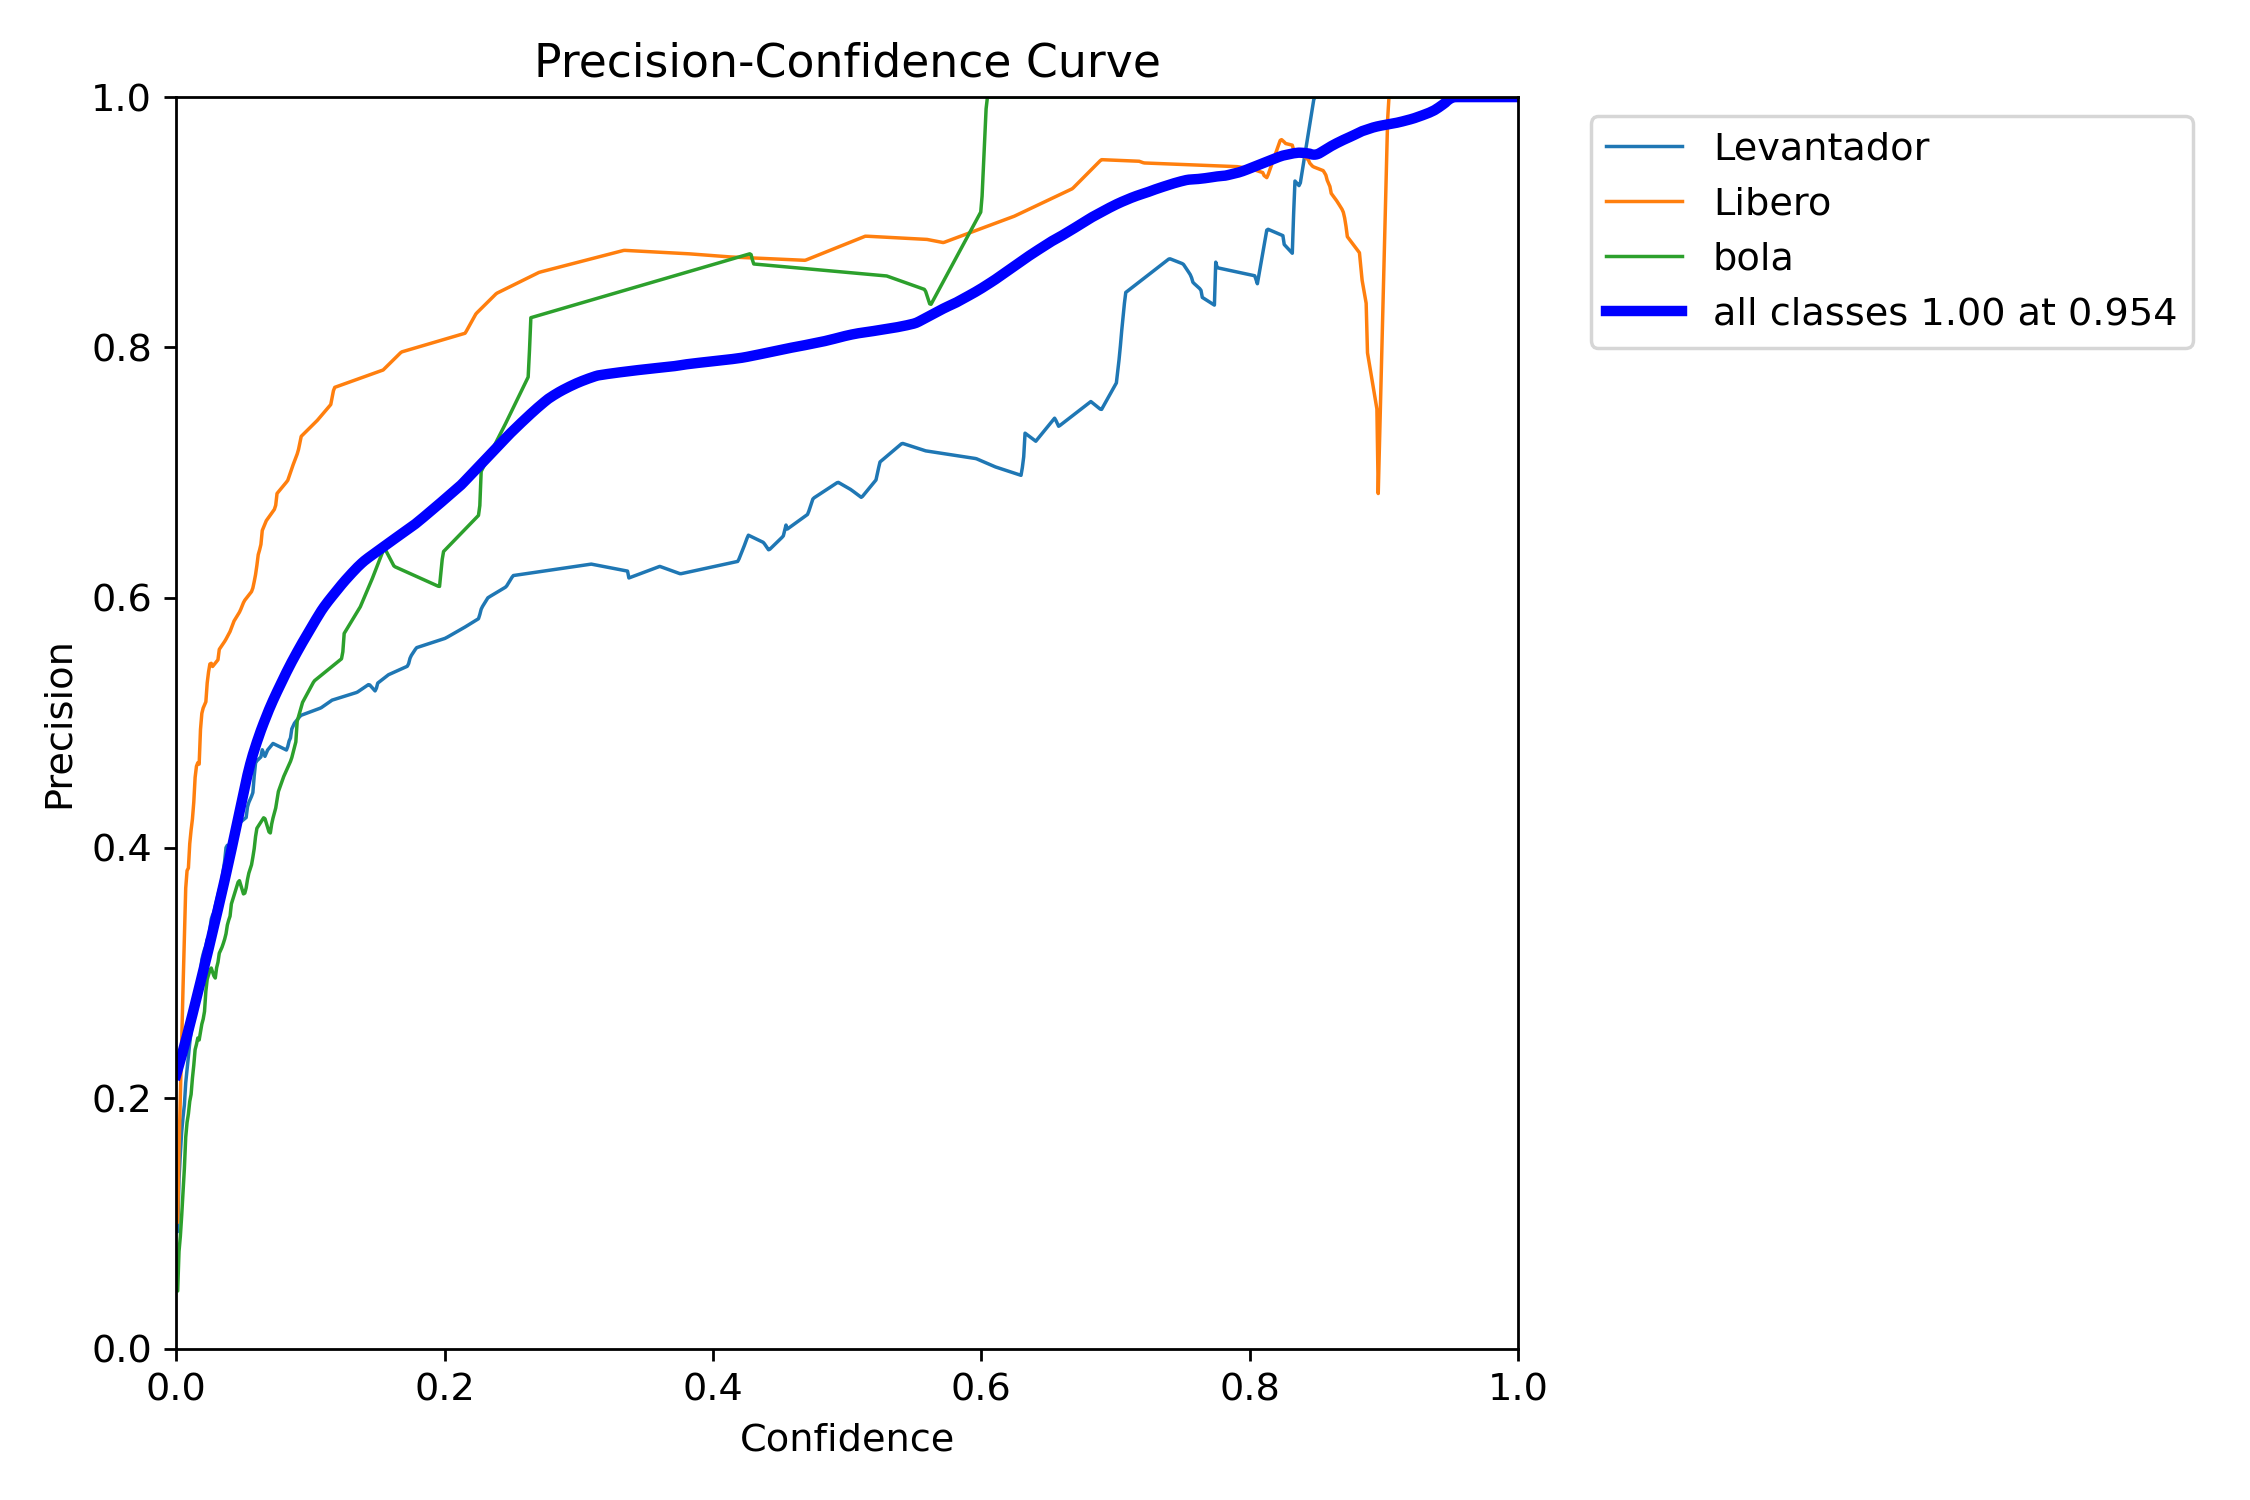 Precision-Confidence Curve
1.0
0.8
0.6
0.4
0.2
0.0
Precision
0.0 0.2 0.4 0.6 0.8 1.0
Confidence
Levantador
Libero
bola
all classes 1.00 at 0.954